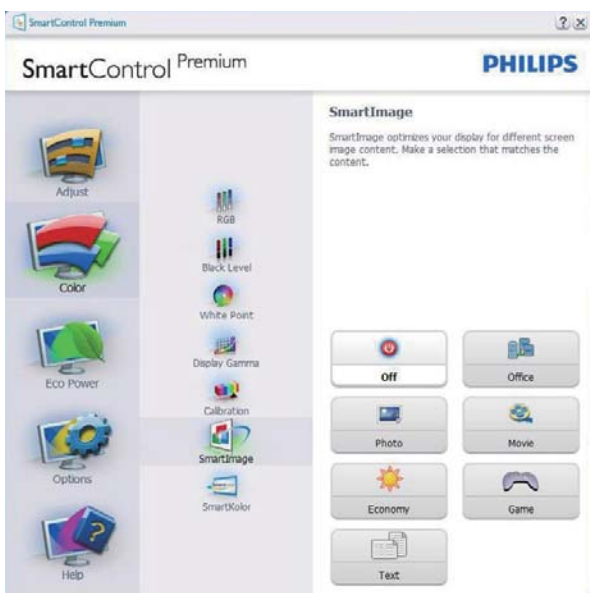 SmartControl Premium
SmartControl Premium
PHILIPS
Adjust
Color
Eco Power
Options
Help
RGB
Black Level
White Point
Display Gamma
Calibration
SmartImage
SmartKolor
SmartImage
SmartImage optimizes your display for different screen
image content. Make a selection that matches the
content.
Off
Office
Photo
Movie
Economy
Game
Text